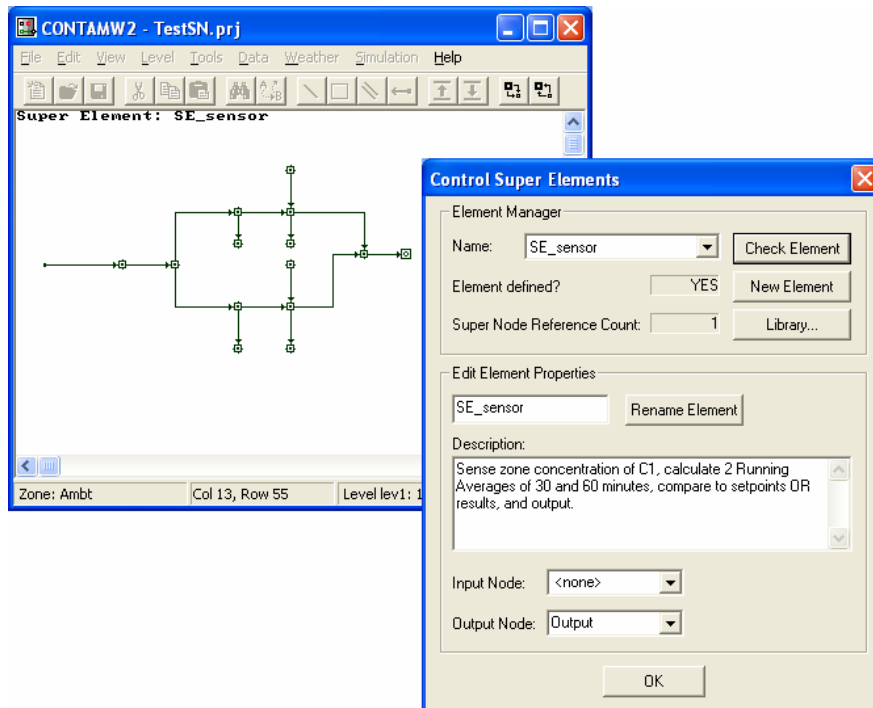 CONTAMW2 - TestSN.prj
File Edit View Level Tools Data Weather Simulation Help
Super Element: SE_sensor
Zone: Ambt
Col 13, Row 55
Level lev1: 1
Control Super Elements
Element Manager
Name: SE_sensor Check Element
Element defined? YES New Element
Super Node Reference Count: 1 Library...
Edit Element Properties
SE_sensor Rename Element
Description:
Sense zone concentration of C1, calculate 2 Running
Averages of 30 and 60 minutes, compare to setpoints OR
results, and output.
Input Node: <none>
Output Node: Output
OK